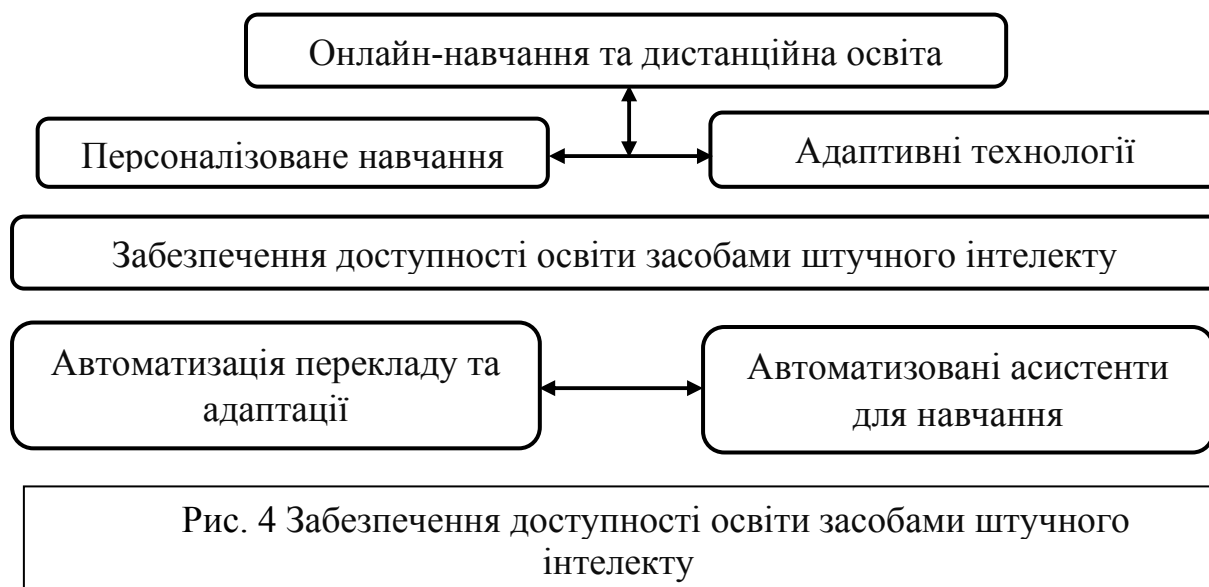 Онлайн-навчання та дистанційна освіта
Персоналізоване навчання
Адаптивні технології
Забезпечення доступності освіти засобами штучного інтелекту
Автоматизація перекладу та
адаптації
Автоматизовані асистенти
для навчання
Рис. 4 Забезпечення доступності освіти засобами штучного
інтелекту